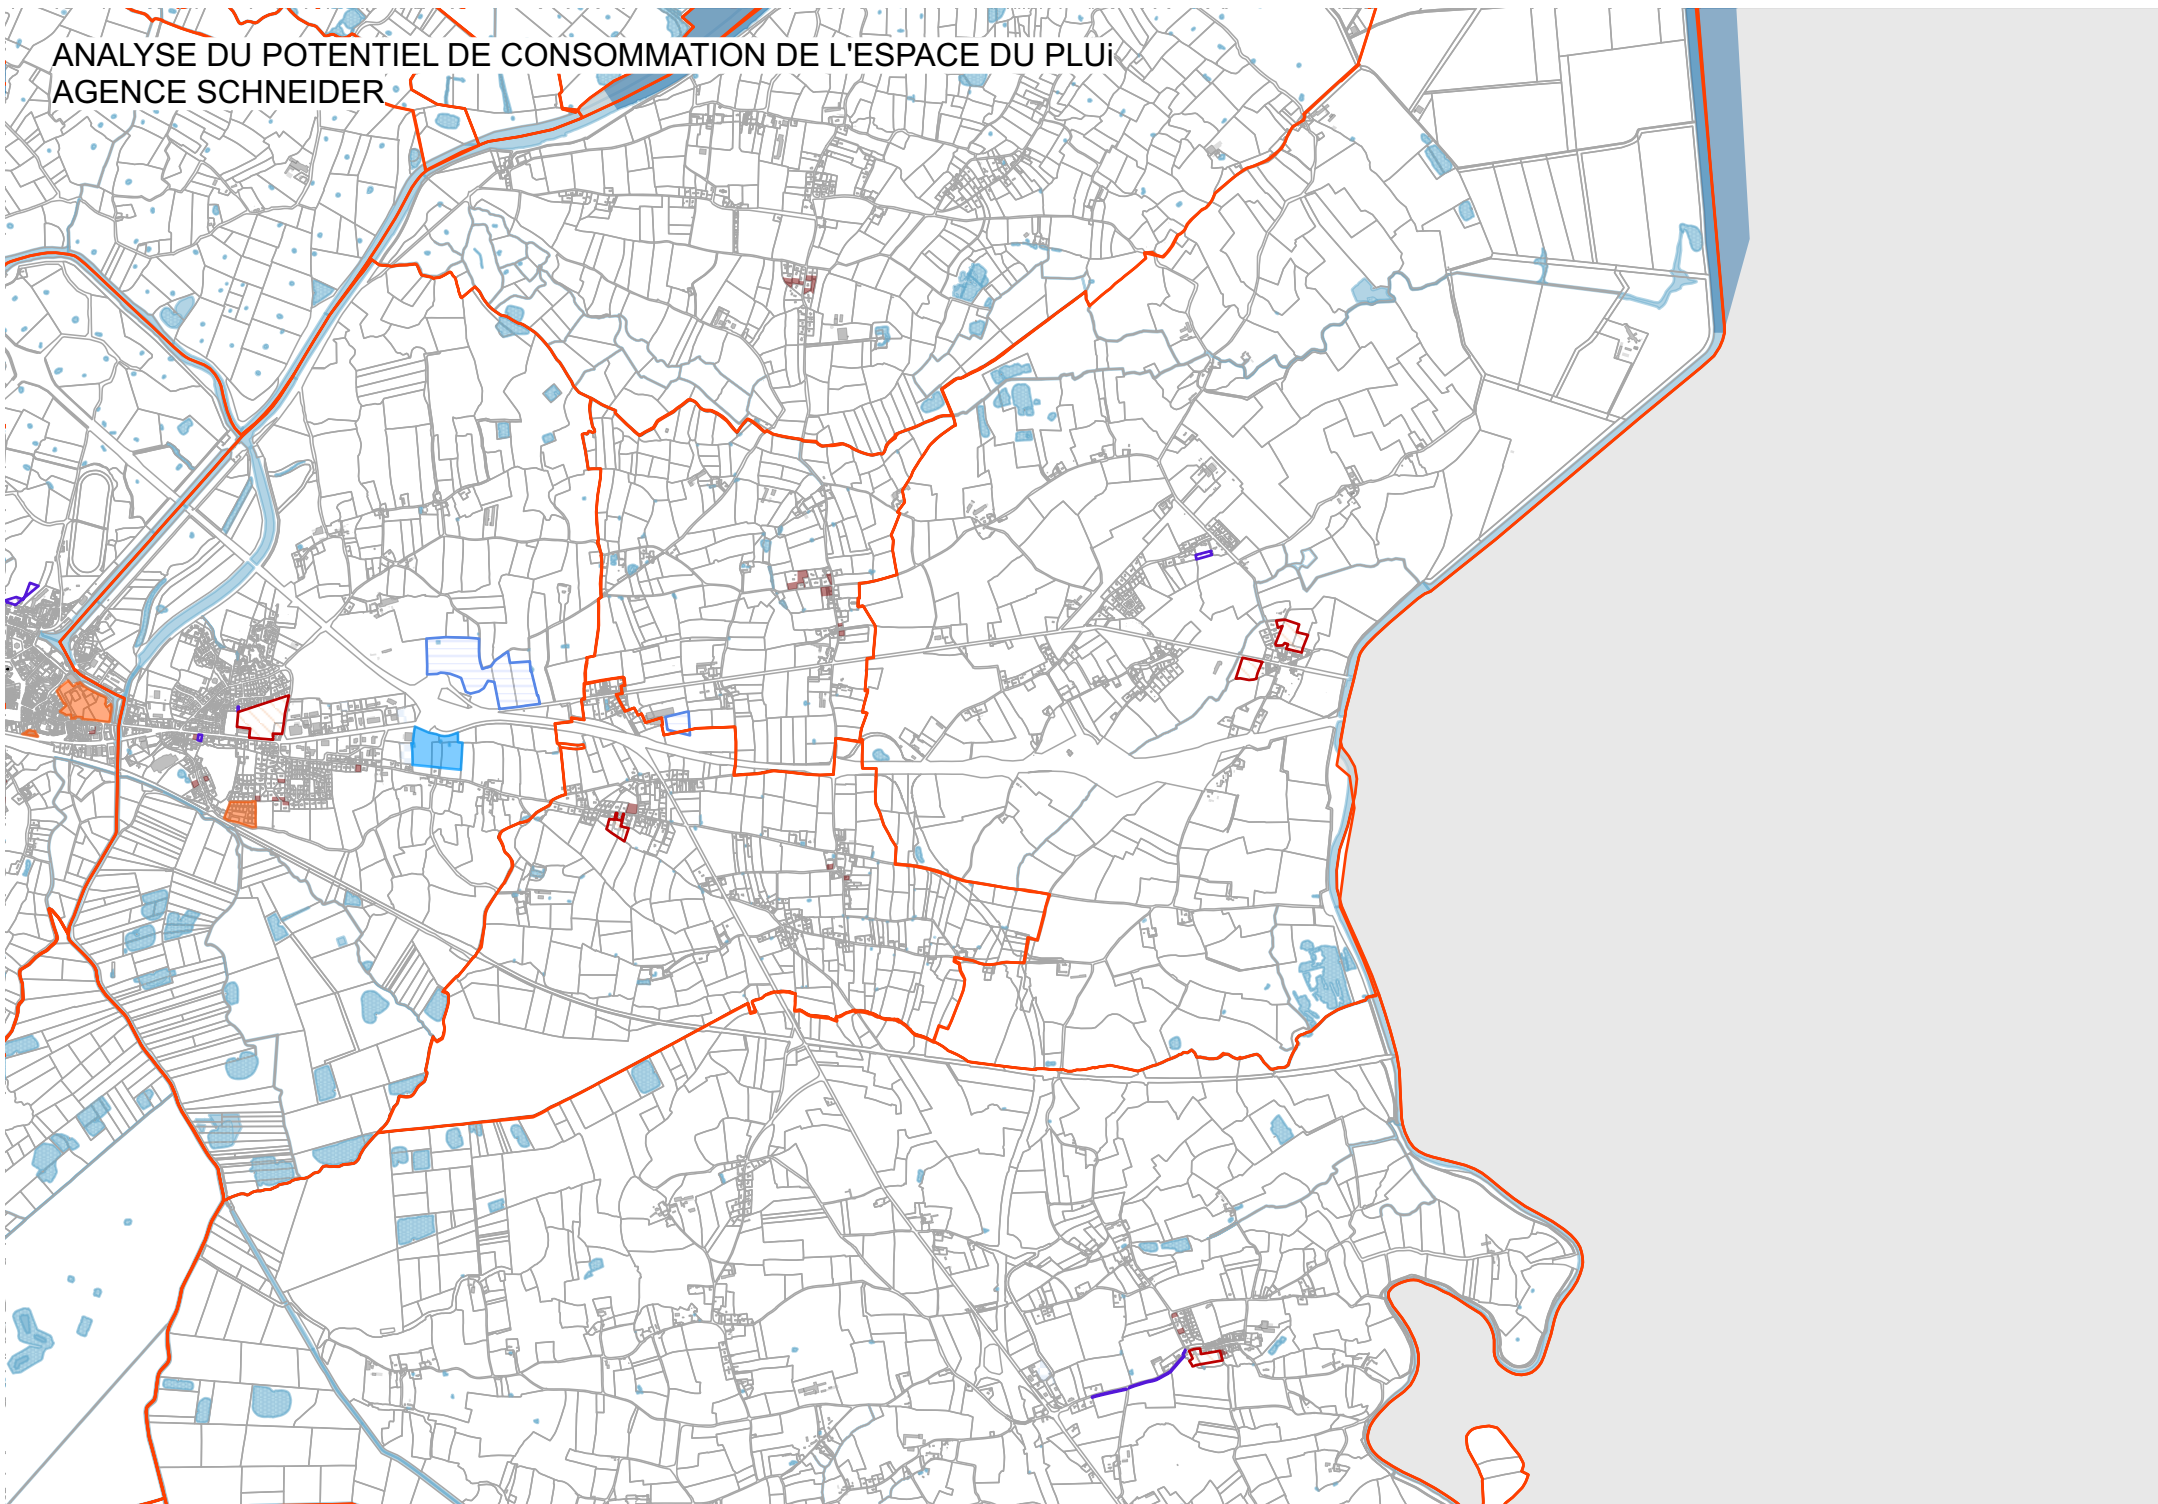 ANALYSE DU POTENTIEL DE CONSOMMATION DE L'ESPACE DU PLUi
AGENCE SCHNEIDER